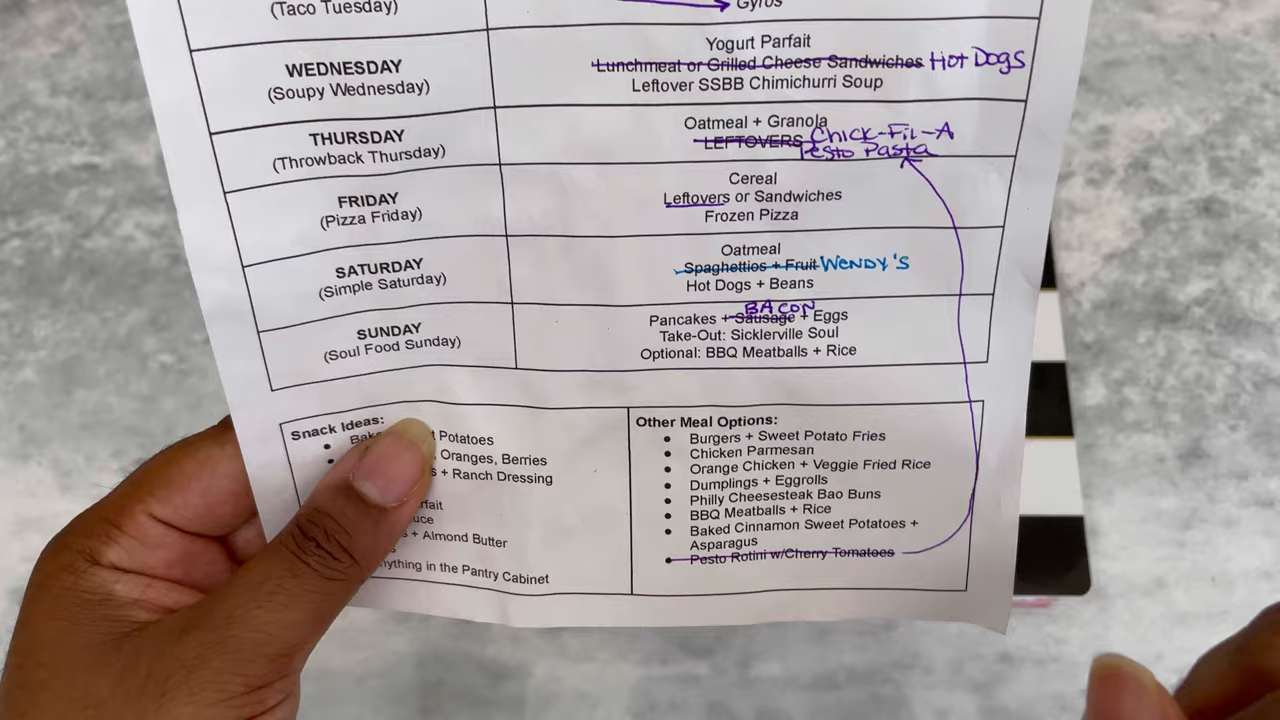 (Taco Tuesday)
Gyros
WEDNESDAY
(Soupy Wednesday)
Yogurt Parfait
Lunchmeat or Grilled Cheese Sandwiches HOT DOGS
Leftover SSBB Chimichurri Soup
THURSDAY
(Throwback Thursday)
Oatmeal + Granola
LEFTOVERS Chick-Fil-A
Pesto Pasta
FRIDAY
(Pizza Friday)
Cereal
Leftovers or Sandwiches
Frozen Pizza
SATURDAY
(Simple Saturday)
Oatmeal
Spaghettios + Fruit WENDY'S
Hot Dogs + Beans
SUNDAY
(Soul Food Sunday)
BACON
Pancakes + Sausage + Eggs
Take-Out: Sicklerville Soul
Optional: BBQ Meatballs + Rice
Snack Ideas:
Potatoes
, Oranges, Berries
+ Ranch Dressing
+ Almond Butter
in the Pantry Cabinet
Other Meal Options:
• Burgers + Sweet Potato Fries
• Chicken Parmesan
• Orange Chicken + Veggie Fried Rice
• Dumplings + Eggrolls
• Philly Cheesesteak Bao Buns
• BBQ Meatballs + Rice
• Baked Cinnamon Sweet Potatoes +
Asparagus
• Pesto Rotini w/Cherry Tomatoes